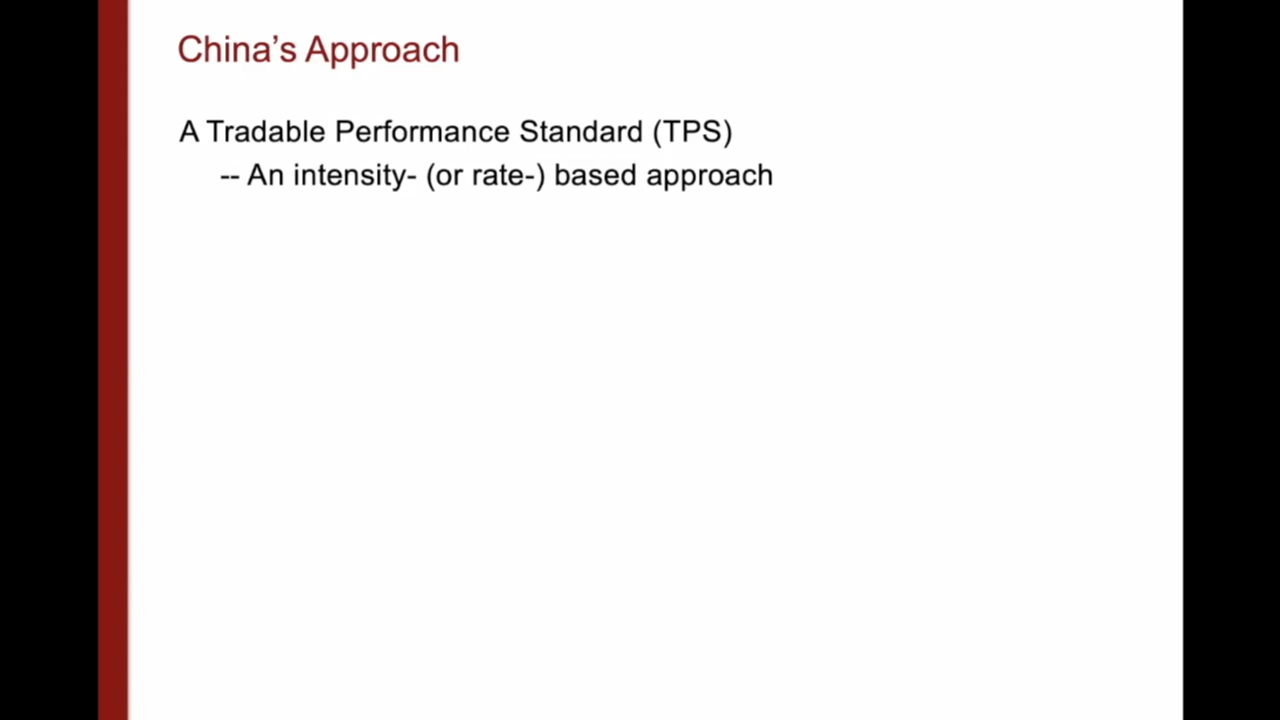 China’s Approach
A Tradable Performance Standard (TPS)
-- An intensity- (or rate-) based approach